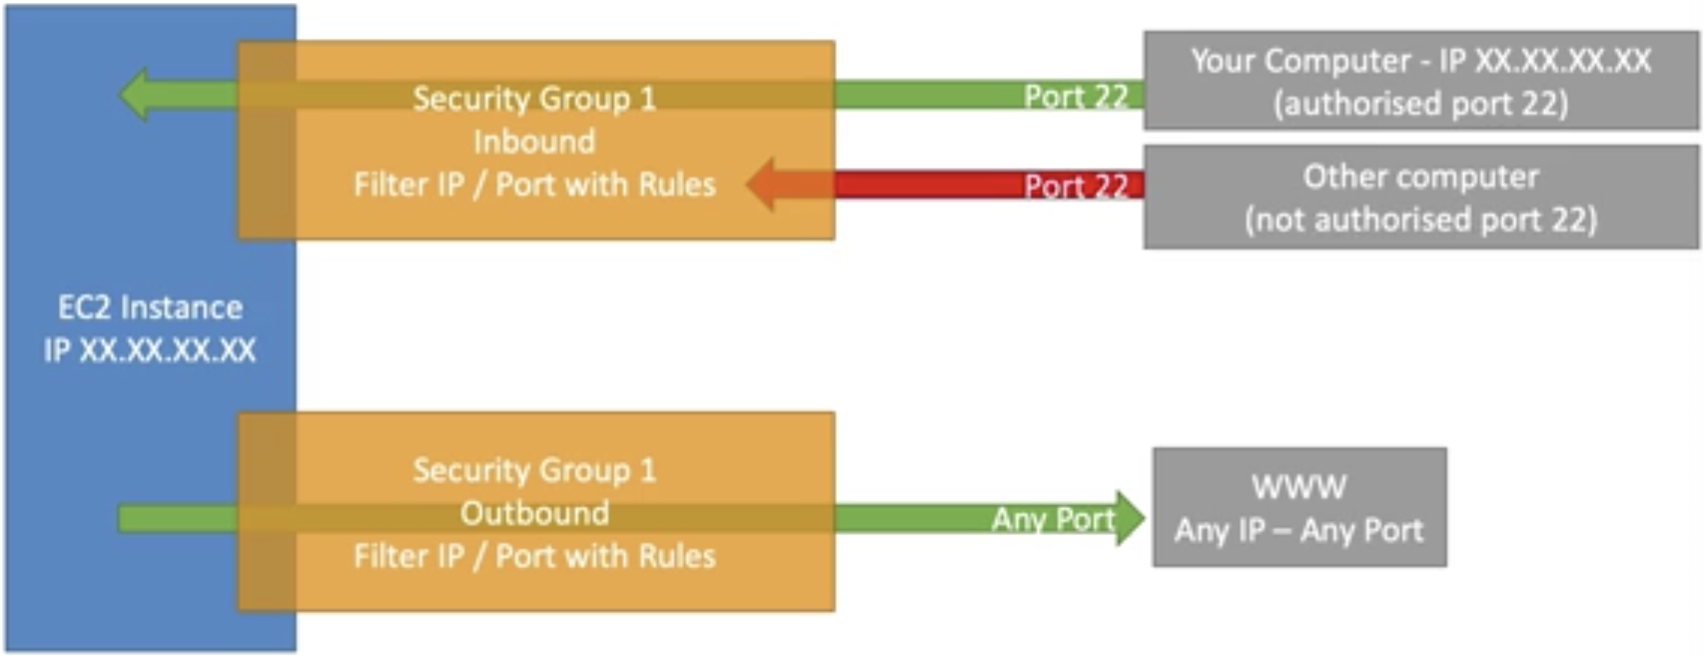 Your Computer - IP XX.XX.XX.XX
(authorised port 22)
Port 22
Security Group 1
Inbound
Filter IP / Port with Rules
Port 22
Other computer
(not authorised port 22)
EC2 Instance
IP XX.XX.XX.XX
Security Group 1
Outbound
Filter IP / Port with Rules
Any Port
WWW
Any IP – Any Port